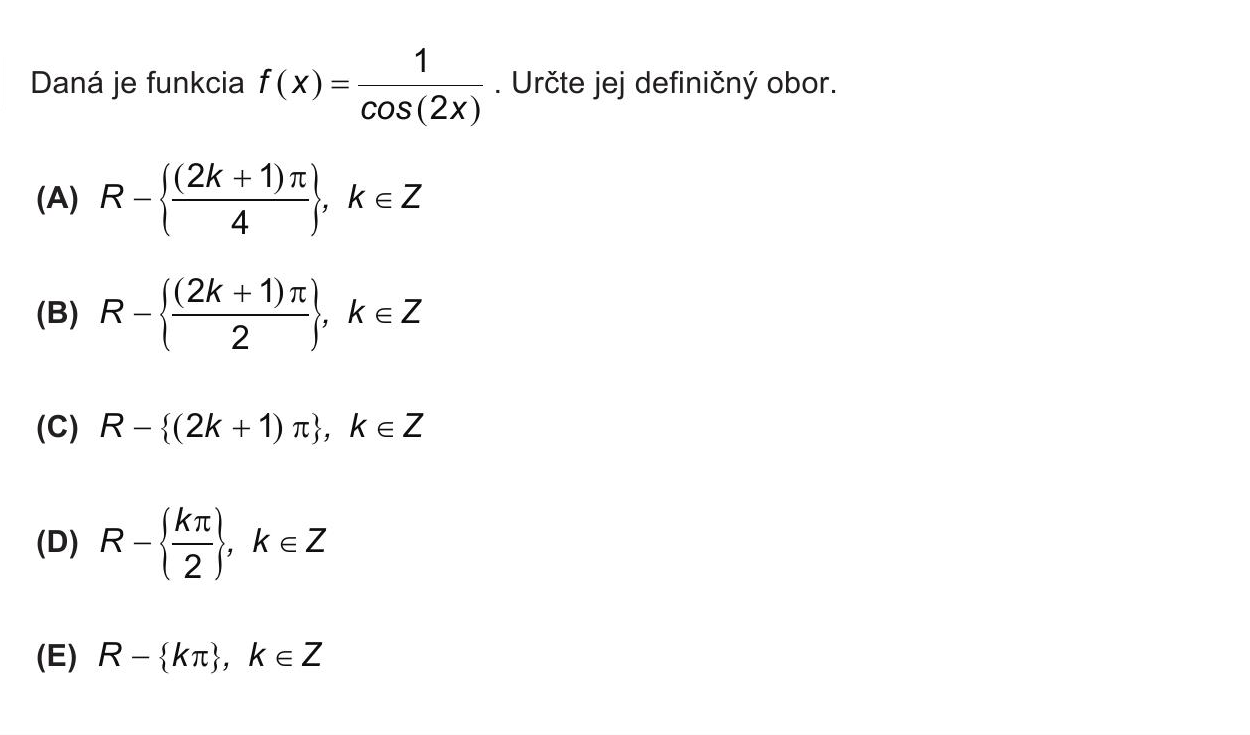 Daná je funkcia f(x) = 1/cos(2x). Určte jej definičný obor.
(A) R – {(2k + 1)π/4}, k ∈ Z
(B) R – {(2k + 1)π/2}, k ∈ Z
(C) R – {(2k + 1) π}, k ∈ Z
(D) R – {kπ/2}, k ∈ Z
(E) R – {kπ}, k ∈ Z